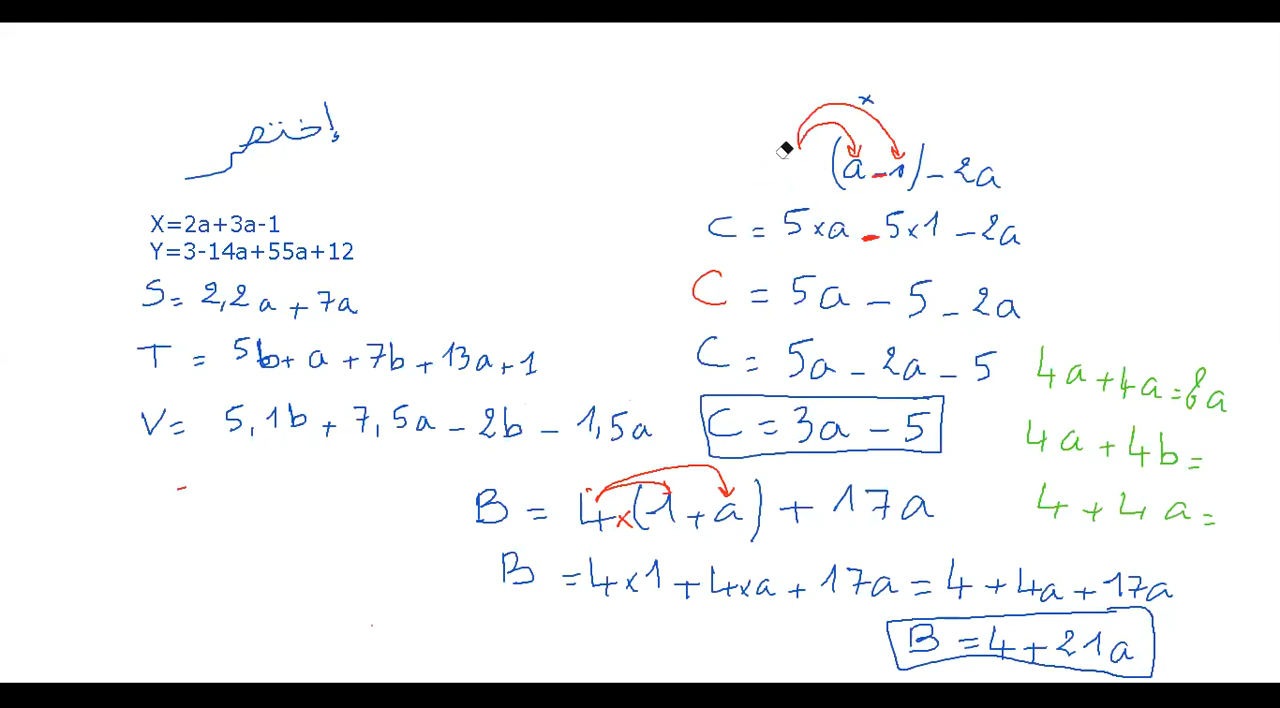 إختصر
X=2a+3a-1
Y=3-14a+55a+12
S= 2,2a + 7a
T = 5b+ a + 7b + 13a + 1
V= 5,1b + 7,5a - 2b - 1,5a
x
(a - 1) - 2a
C = 5xa - 5x1 - 2a
C = 5a - 5 - 2a
C = 5a - 2a - 5
C = 3a - 5
4a + 4a = 8a
4a + 4b =
4 + 4a =
B = 4x(1 + a) + 17a
B = 4x1 + 4xa + 17a = 4 + 4a + 17a
B = 4 + 21a